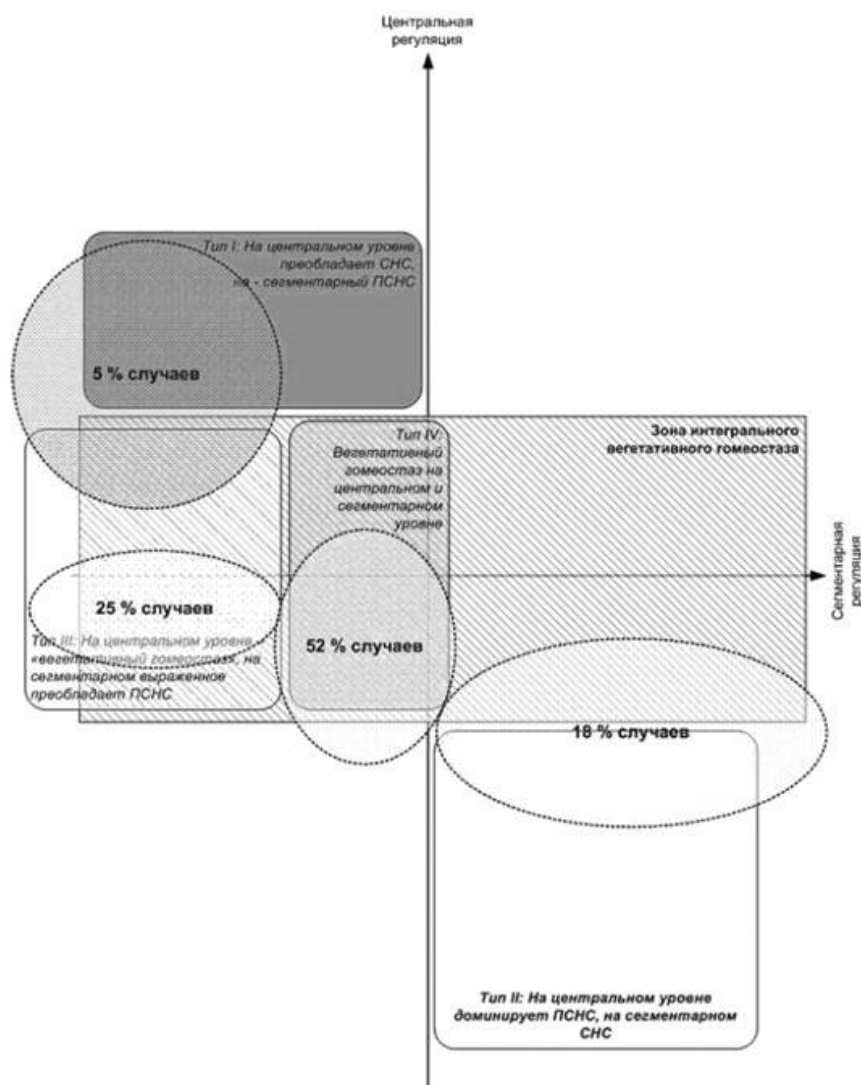 Центральная
регуляция
Тип I: На центральном уровне
преобладает СНС,
на - сегментарный ПСНС
5 % случаев
Тип IV:
Вегетативный
гомеостаз на
центральном и
сегментарном
уровне
Зона интегрального
вегетативного гомеостаза
Сегментарная
регуляция
25 % случаев
52 % случаев
Тип III: На центральном уровне -
«вегетативный гомеостаз», на
сегментарном выраженное
преобладает ПСНС
18 % случаев
Тип II: На центральном уровне
доминирует ПСНС, на сегментарном
СНС